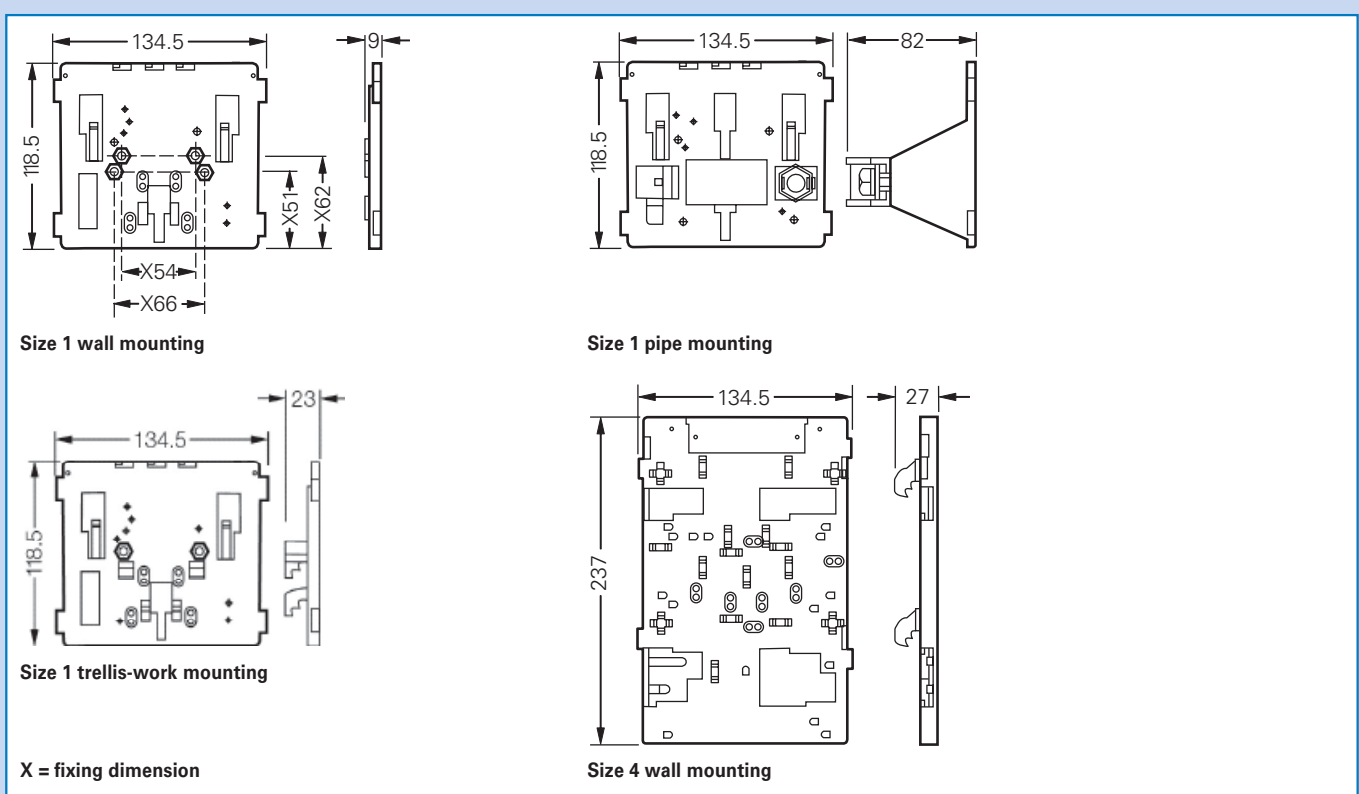 134.5
9
118.5
X51
X62
X54
X66
Size 1 wall mounting
134.5
82
118.5
Size 1 pipe mounting
23
134.5
118.5
Size 1 trellis-work mounting
134.5
27
237
X = fixing dimension
Size 4 wall mounting